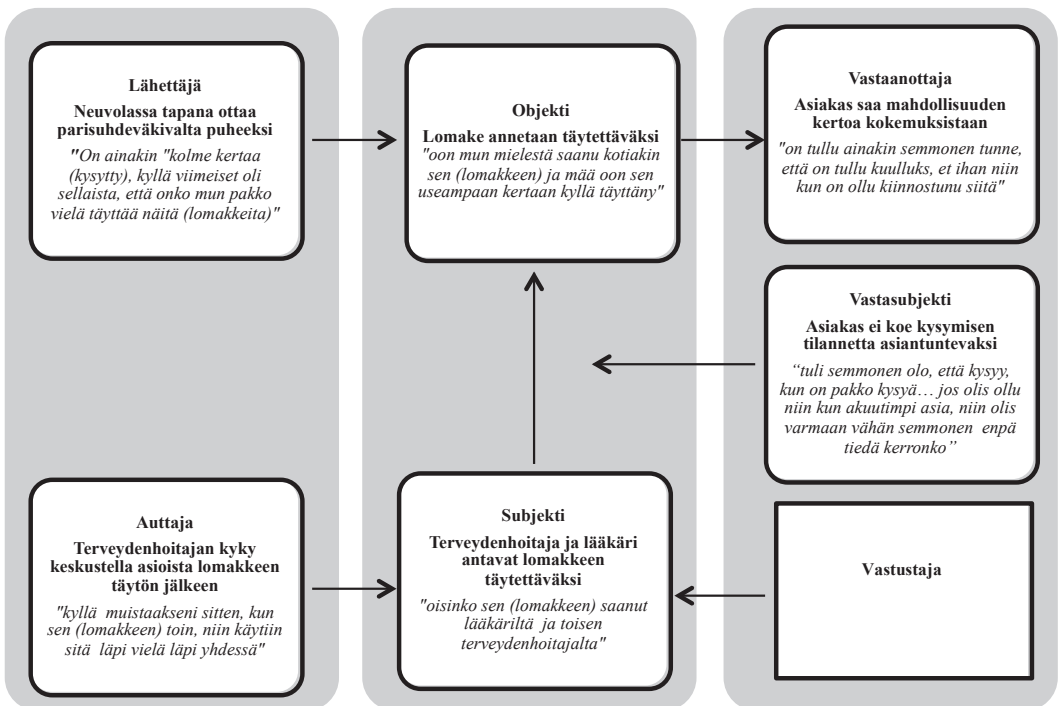 Lähettäjä
Neuvolassa tapana ottaa
parisuhdeväkivalta puheeksi
"On ainakin "kolme kertaa
(kysytty), kyllä viimeiset oli
sellaista, että onko mun pakko
vielä täyttää näitä (lomakkeita)"
Objekti
Lomake annetaan täytettäväksi
"oon mun mielestä saanu kotiakin
sen (lomakkeen) ja mää oon sen
useampaan kertaan kyllä täyttäny"
Vastaanottaja
Asiakas saa mahdollisuuden
kertoa kokemuksistaan
"on tullu ainakin semmonen tunne,
että on tullu kuulluks, et ihan niin
kun on ollu kiinnostunu siitä"
Vastasubjekti
Asiakas ei koe kysymisen
tilannetta asiantuntevaksi
“tuli semmonen olo, että kysyy,
kun on pakko kysyä… jos olis ollu
niin kun akuutimpi asia, niin olis
varmaan vähän semmonen enpä
tiedä kerronko”
Auttaja
Terveydenhoitajan kyky
keskustella asioista lomakkeen
täytön jälkeen
"kyllä muistaakseni sitten, kun
sen (lomakkeen) toin, niin käytiin
sitä läpi vielä läpi yhdessä"
Subjekti
Terveydenhoitaja ja lääkäri
antavat lomakkeen
täytettäväksi
"oisinko sen (lomakkeen) saanut
lääkäriltä ja toisen
terveydenhoitajalta"
Vastustaja